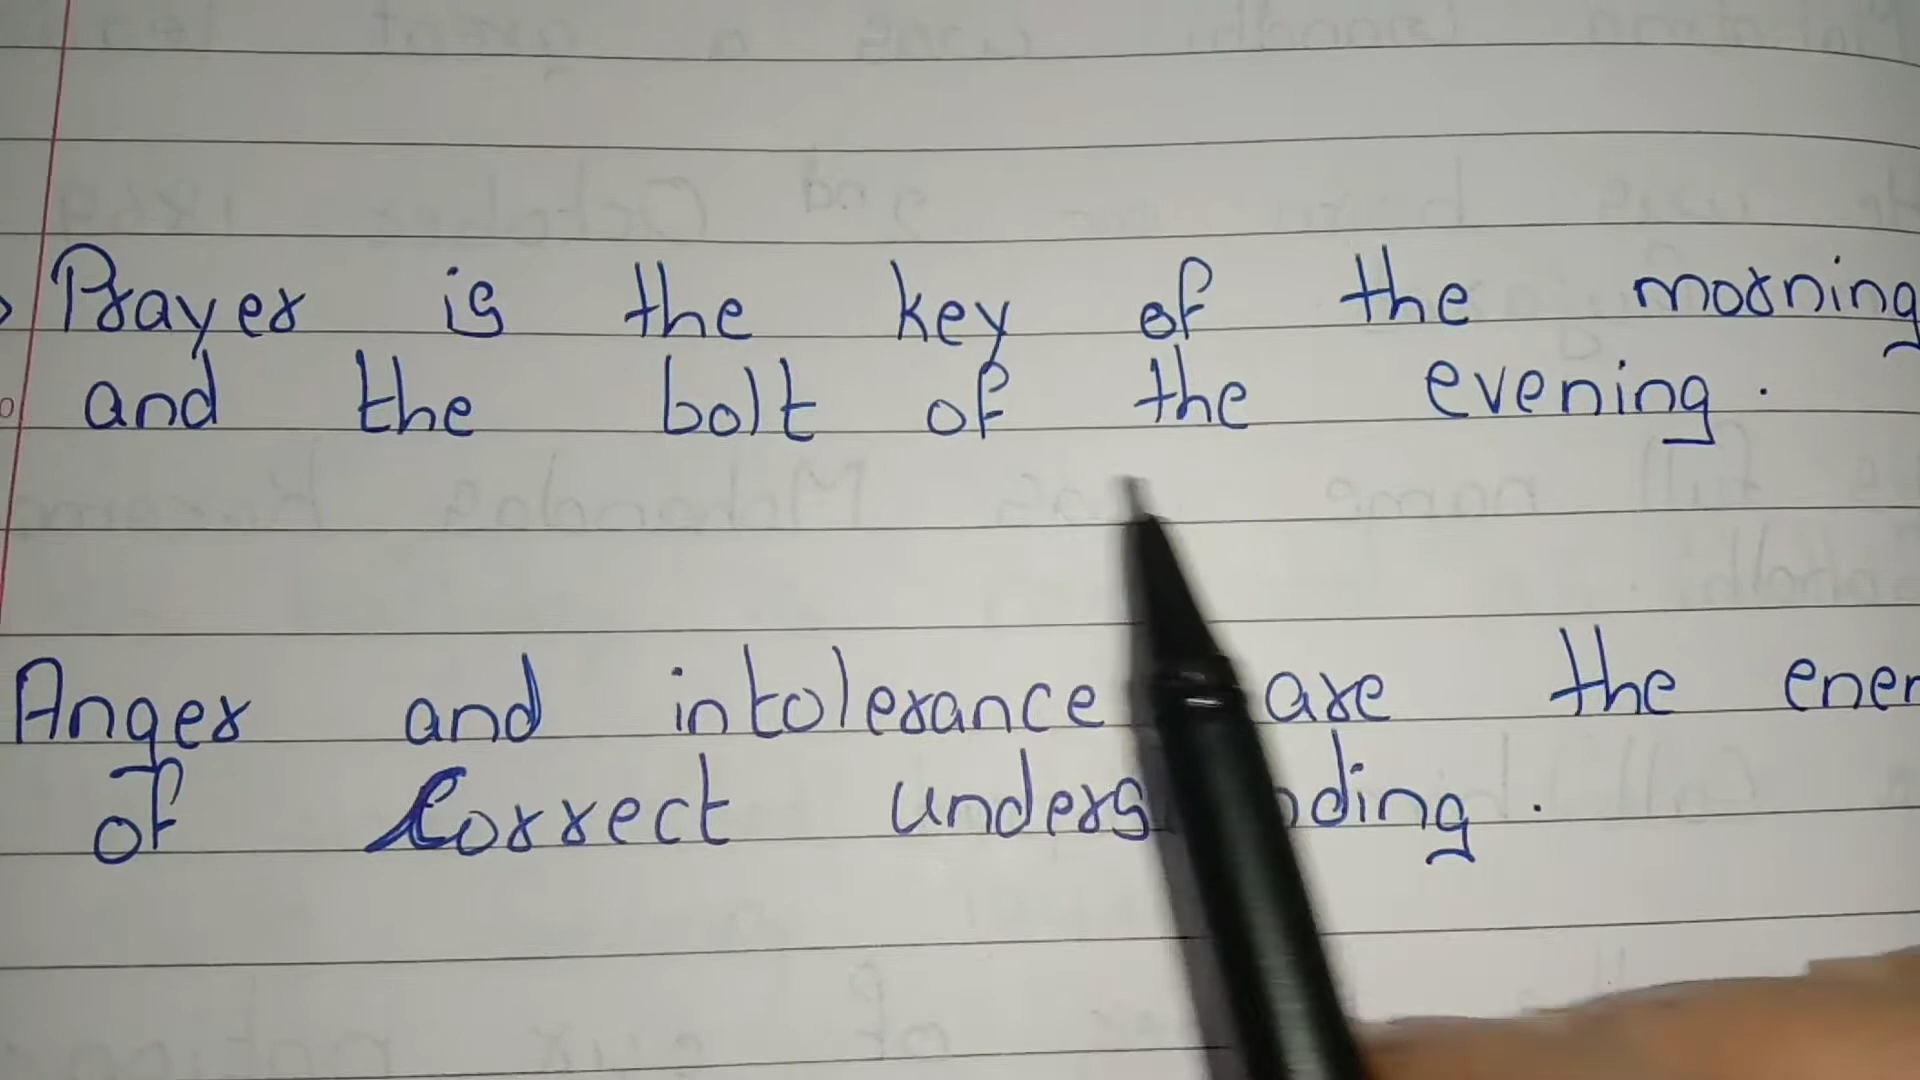 Prayer is the key of the morning
and the bolt of the evening.
Anger and intolerance are the
of correct